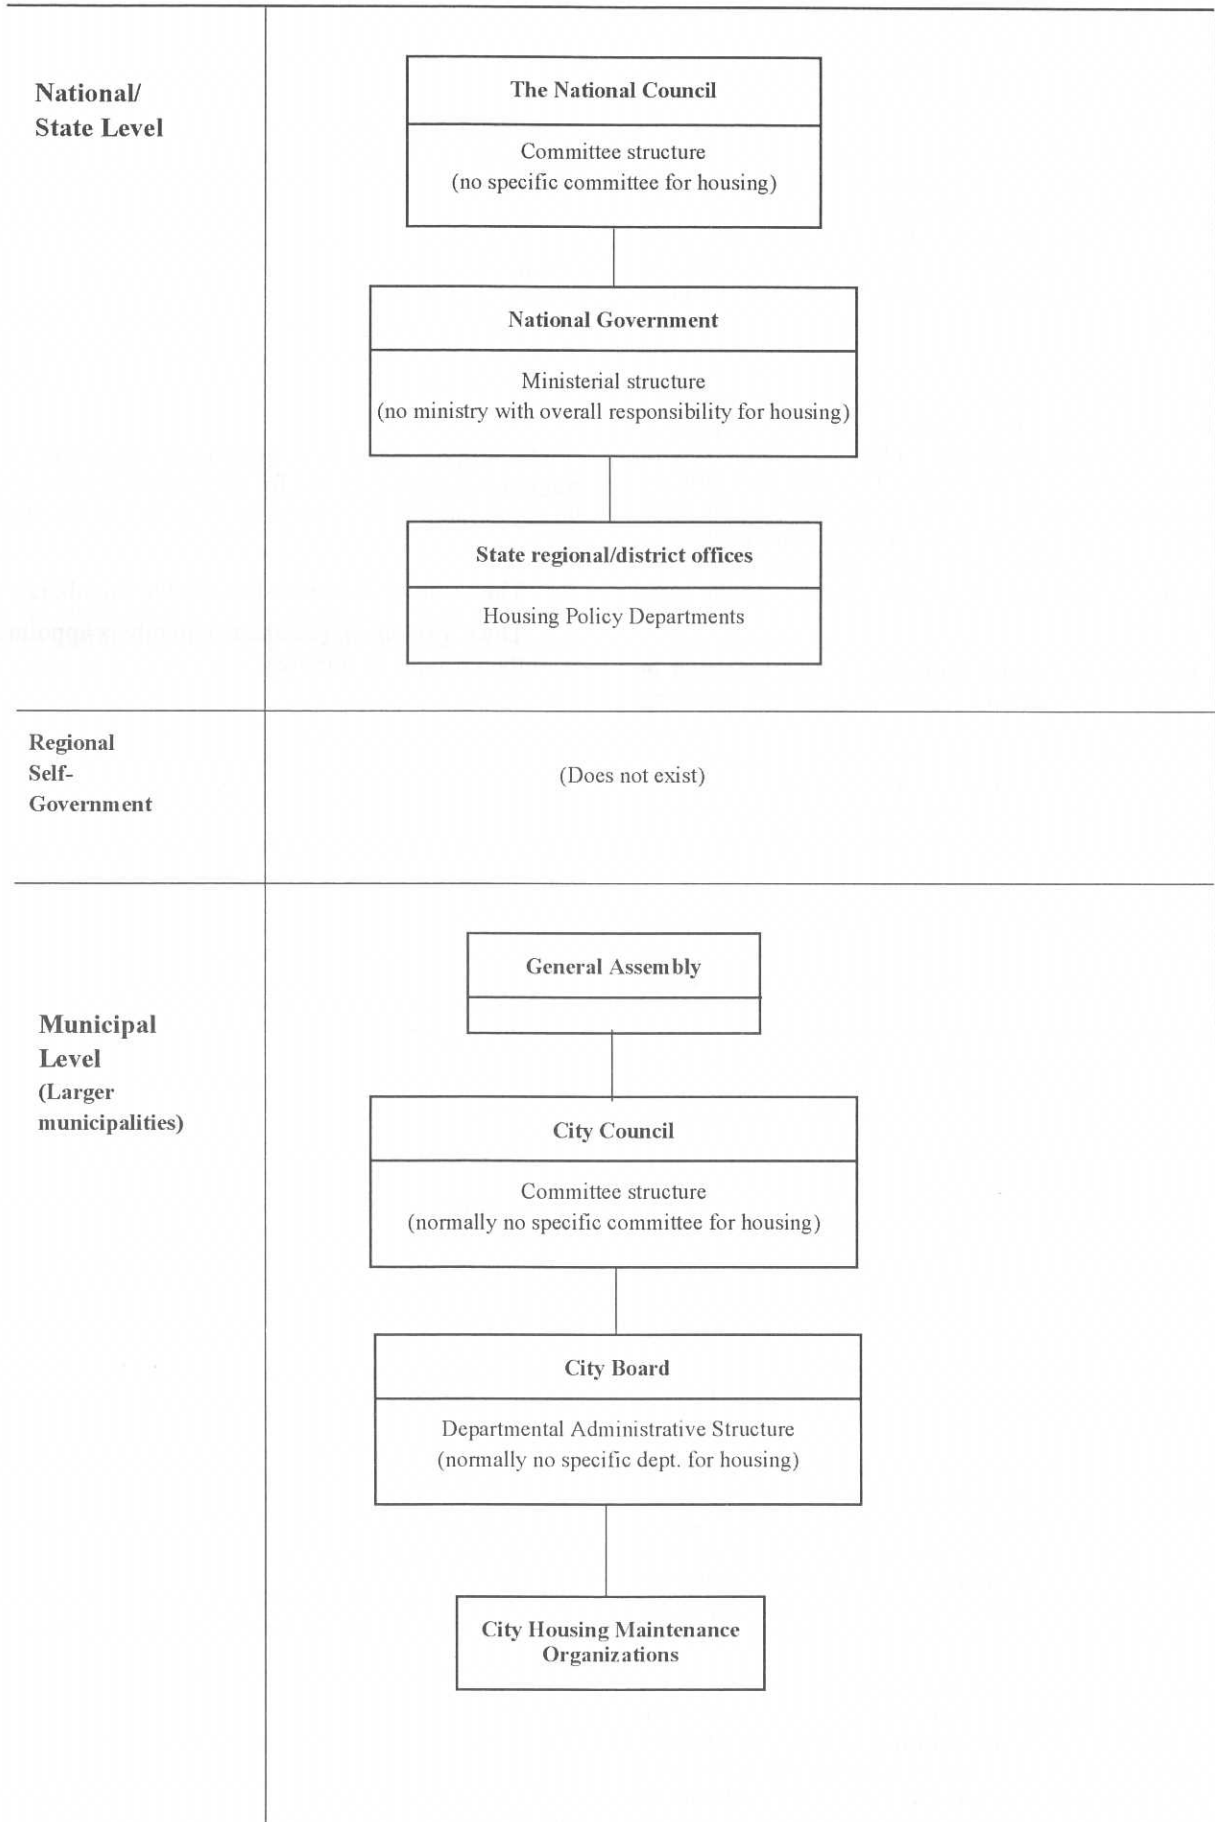 National/
State Level
The National Council
Committee structure
(no specific committee for housing)
National Government
Ministerial structure
(no ministry with overall responsibility for housing)
State regional/district offices
Housing Policy Departments
Regional
Self-
Government
(Does not exist)
Municipal
Level
(Larger
municipalities)
General Assembly
City Council
Committee structure
(normally no specific committee for housing)
City Board
Departmental Administrative Structure
(normally no specific dept. for housing)
City Housing Maintenance
Organizations